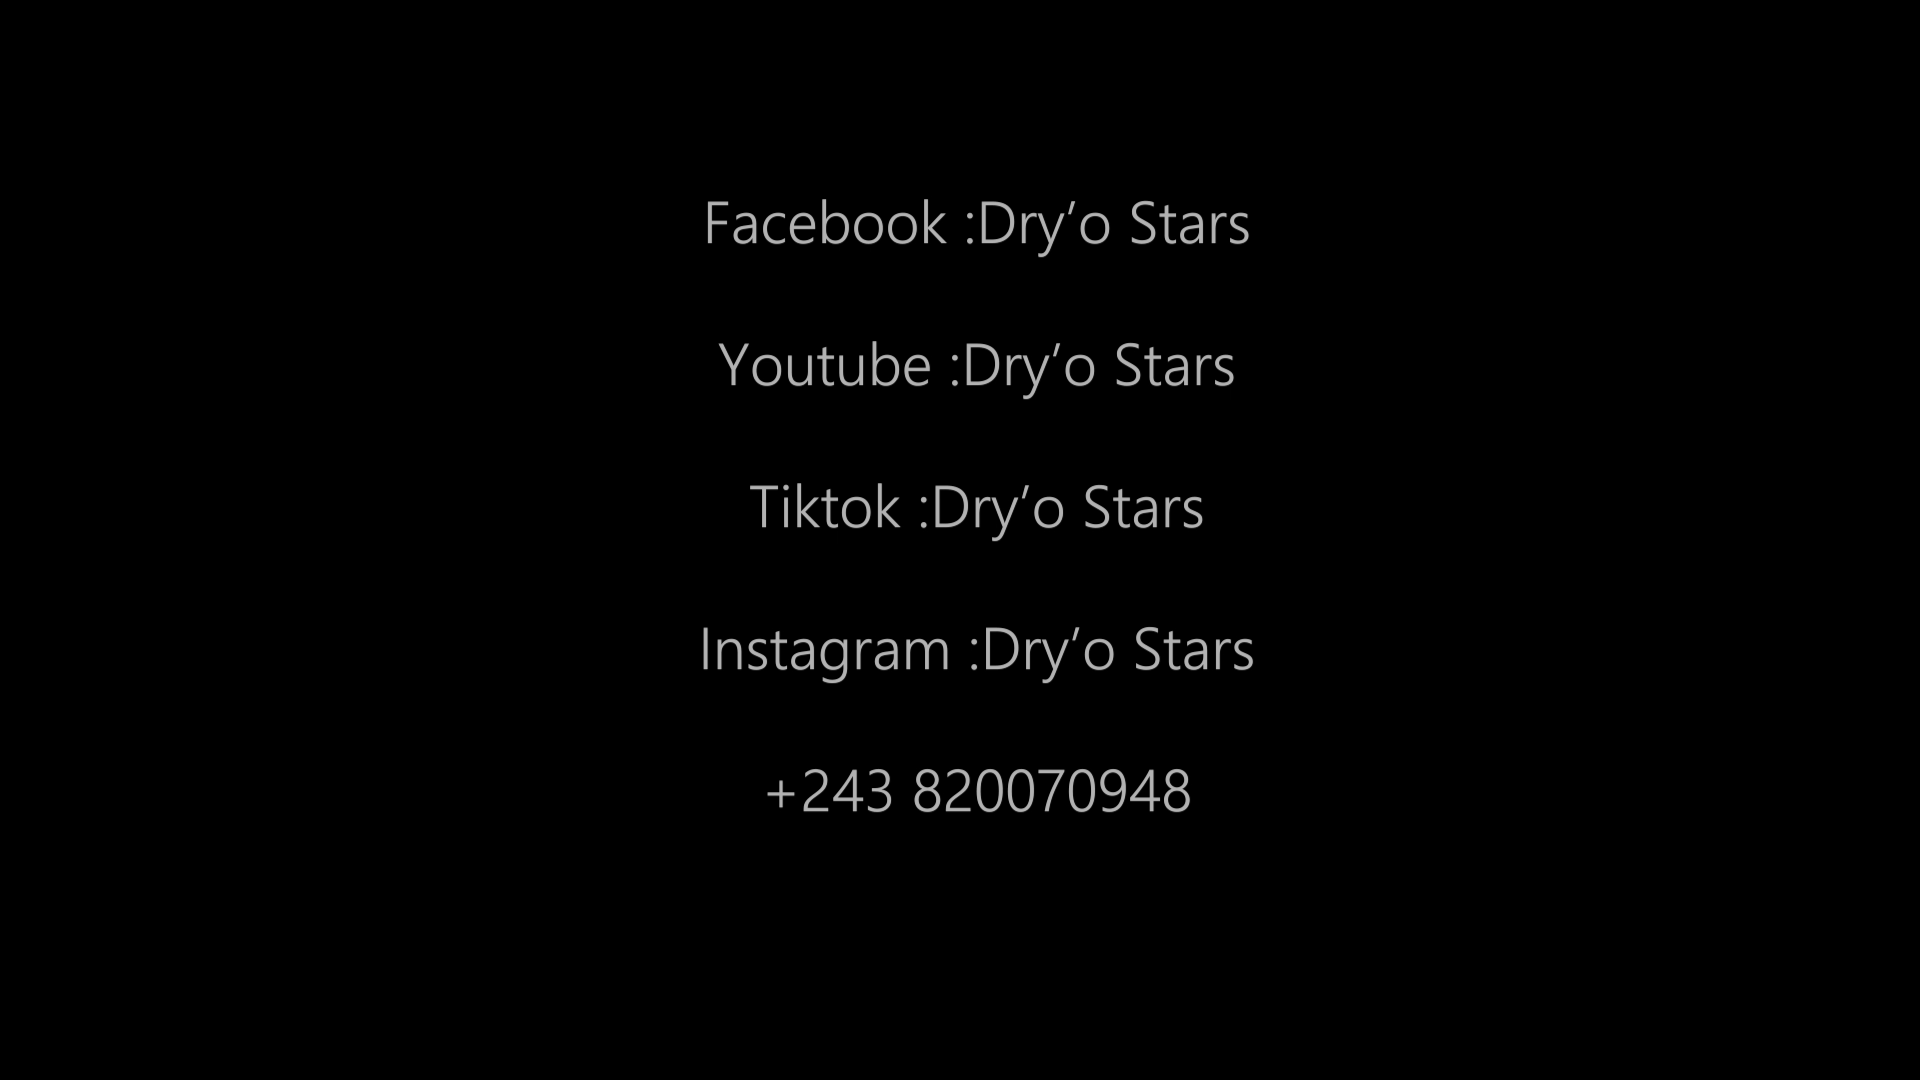 Facebook :Dry‘o Stars
Youtube :Dry‘o Stars
Tiktok :Dry‘o Stars
Instagram :Dry‘o Stars
+243 820070948